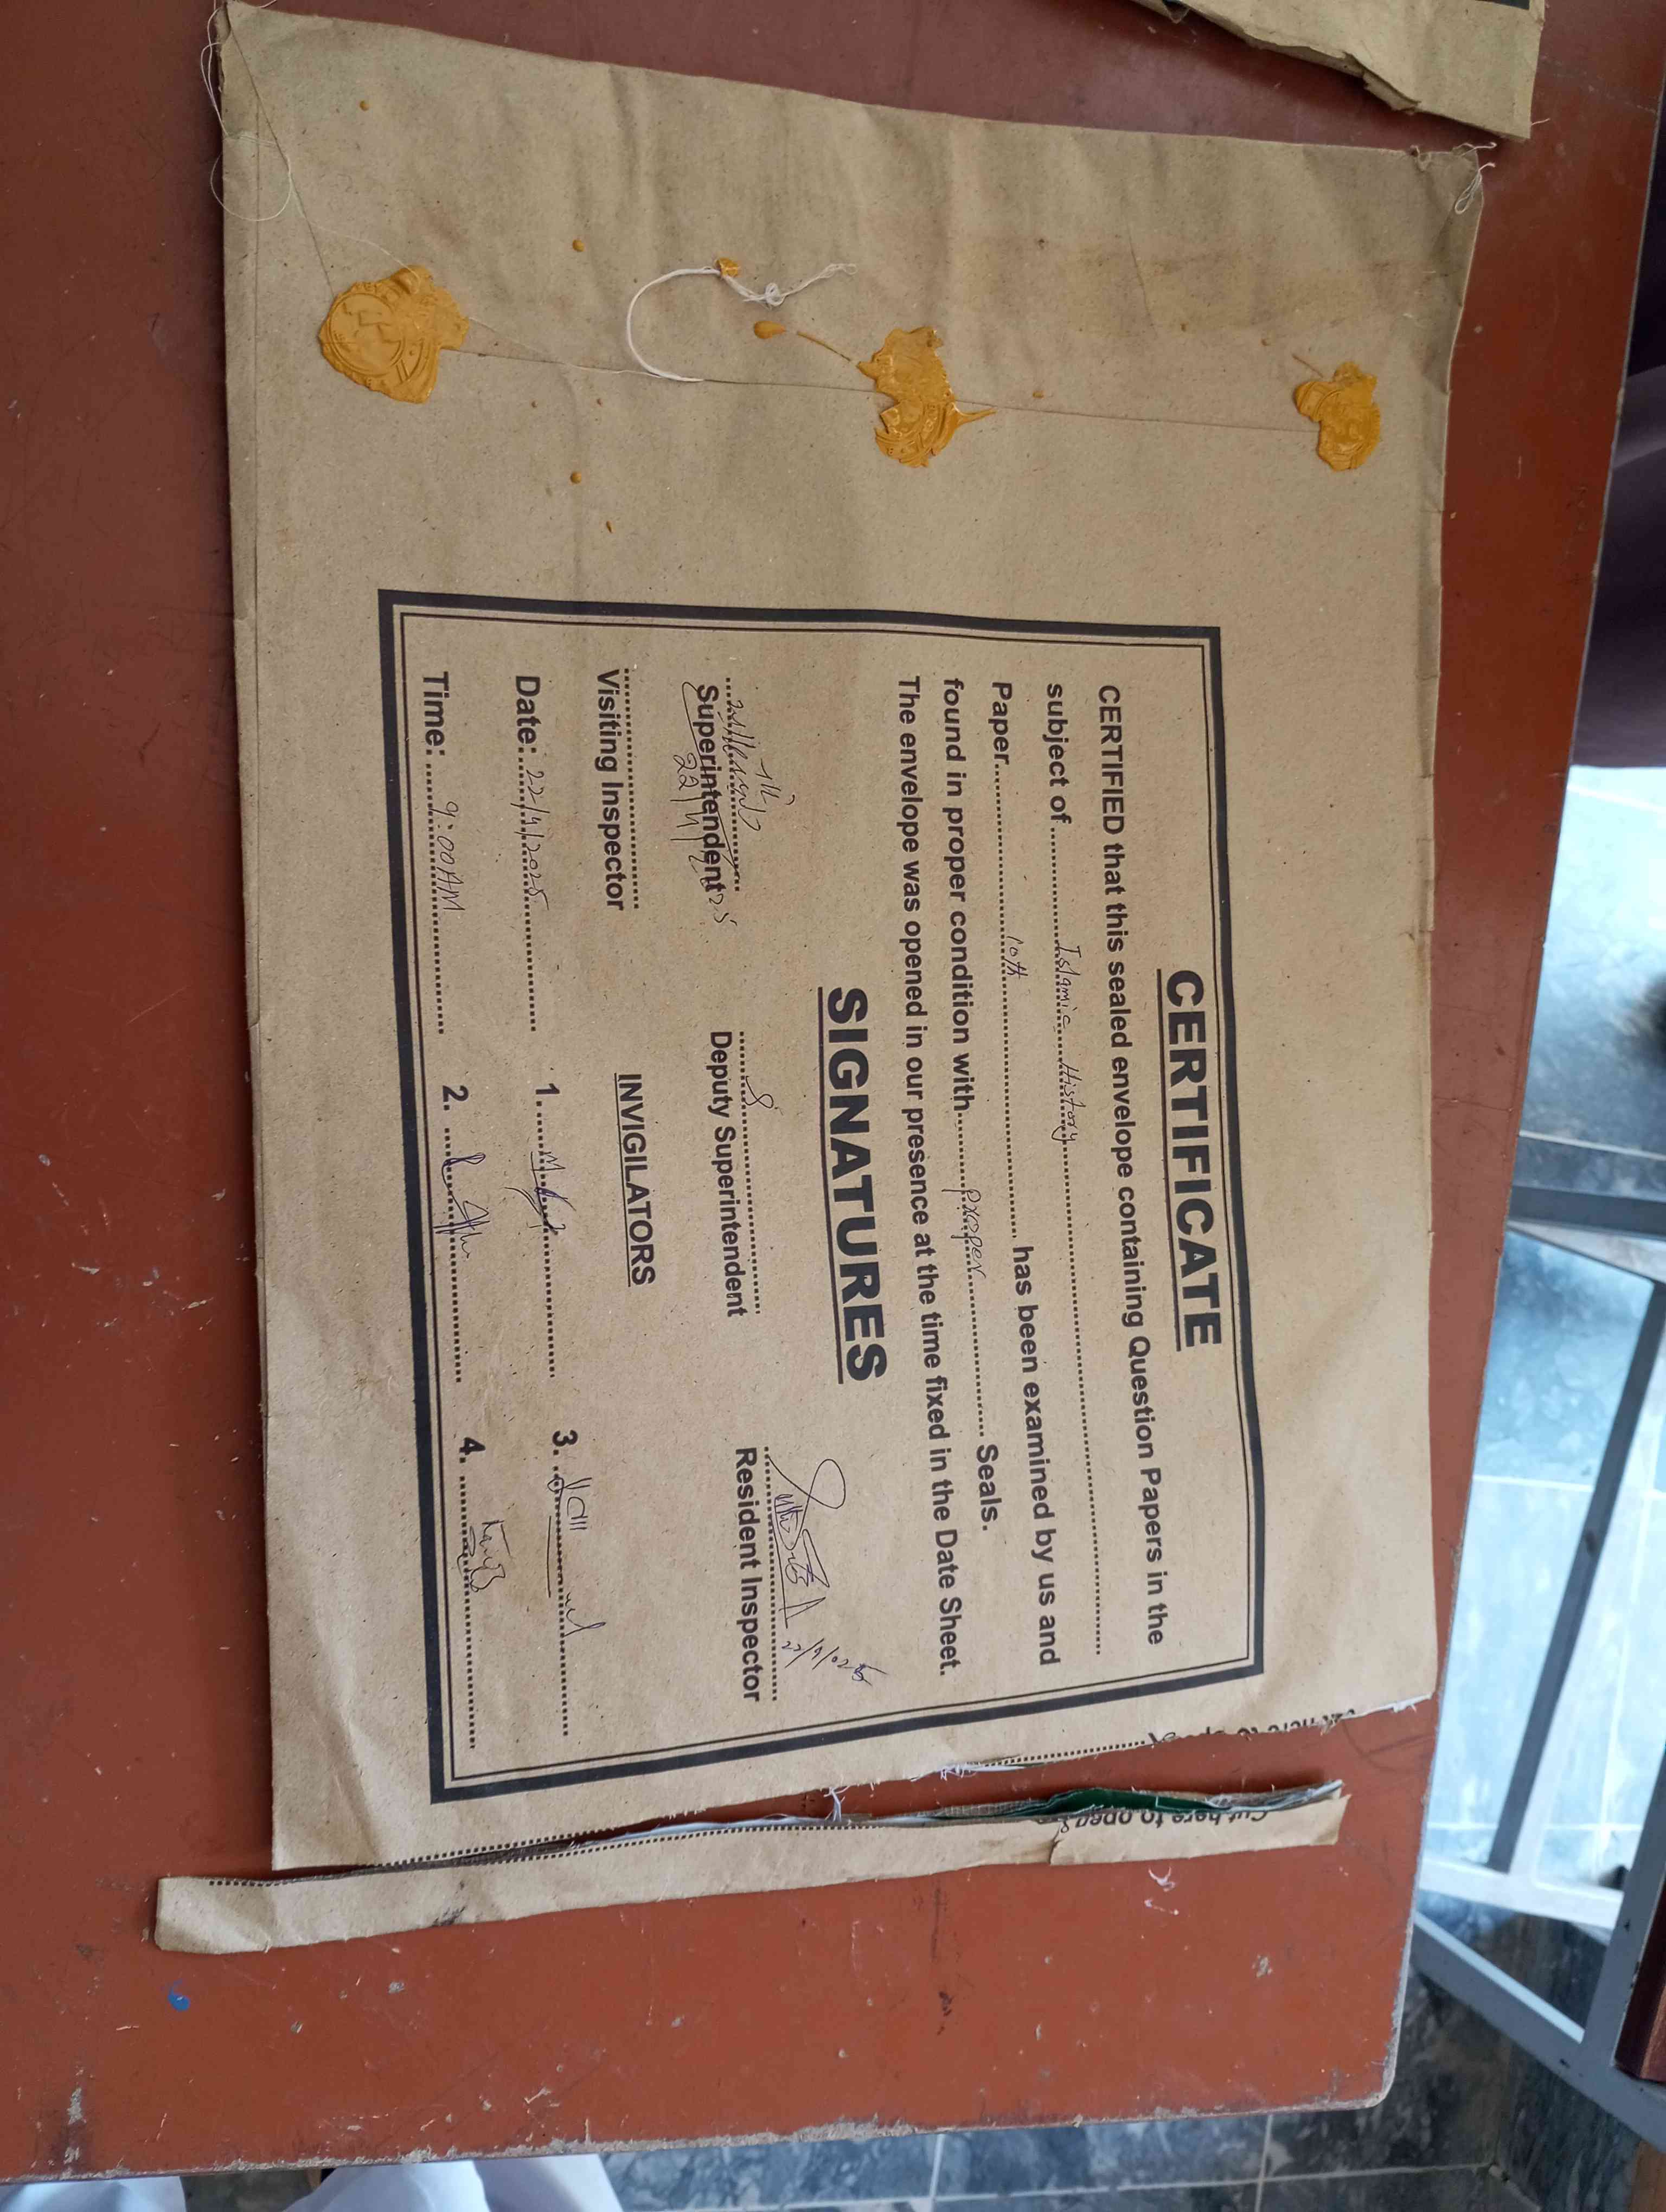 CERTIFICATE
CERTIFIED that this sealed envelope containing Question Papers in the
subject of.......Islamic History.......
Paper.......10th....... has been examined by us and
found in proper condition with.......proper....... Seals.
The envelope was opened in our presence at the time fixed in the Date Sheet.
SIGNATURES
22/4/2025
22/4/025
Superintendent
Deputy Superintendent
Resident Inspector
Visiting Inspector
INVIGILATORS
Date: 22/4/2025
1.
3.
Time: 9:00AM
2.
4.
Cut here to open